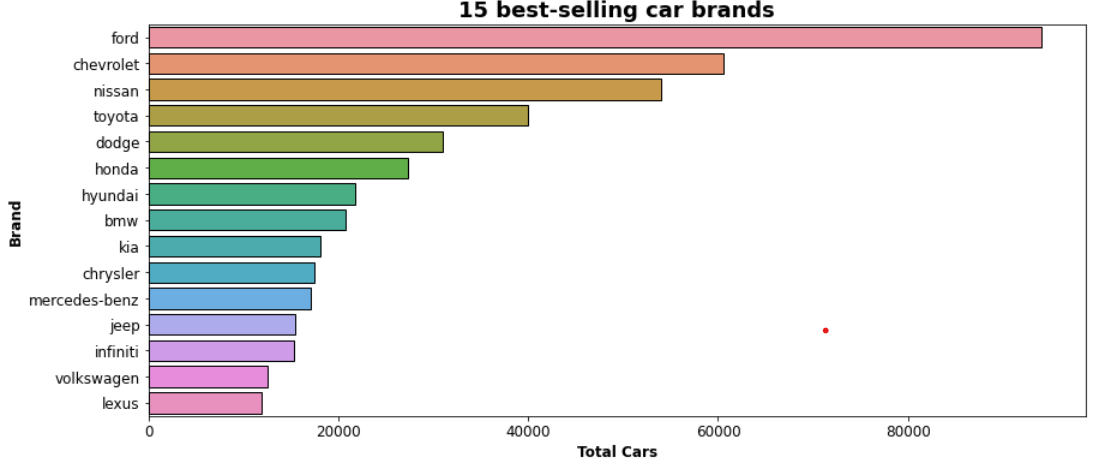 15 best-selling car brands
ford
chevrolet
nissan
toyota
dodge
honda
hyundai
bmw
kia
chrysler
mercedes-benz
jeep
infiniti
volkswagen
lexus
Brand
0 20000 40000 60000 80000
Total Cars